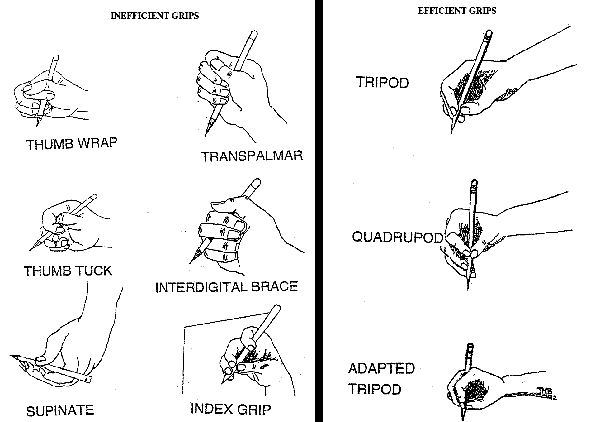 INEFFICIENT GRIPS
THUMB WRAP
TRANSPALMAR
THUMB TUCK
INTERDIGITAL BRACE
SUPINATE
INDEX GRIP
EFFICIENT GRIPS
TRIPOD
QUADRUPOD
ADAPTED
TRIPOD